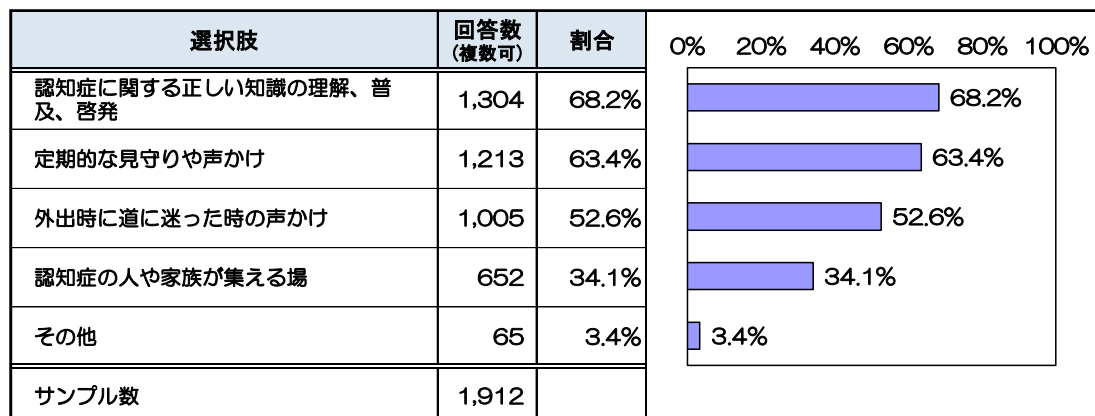 選択肢 回答数 割合
(複数可)
認知症に関する正しい知識の理解、普
及、啓発 1,304 68.2%
定期的な見守りや声かけ 1,213 63.4%
外出時に道に迷った時の声かけ 1,005 52.6%
認知症の人や家族が集える場 652 34.1%
その他 65 3.4%
サンプル数 1,912
0% 20% 40% 60% 80% 100%
68.2%
63.4%
52.6%
34.1%
3.4%